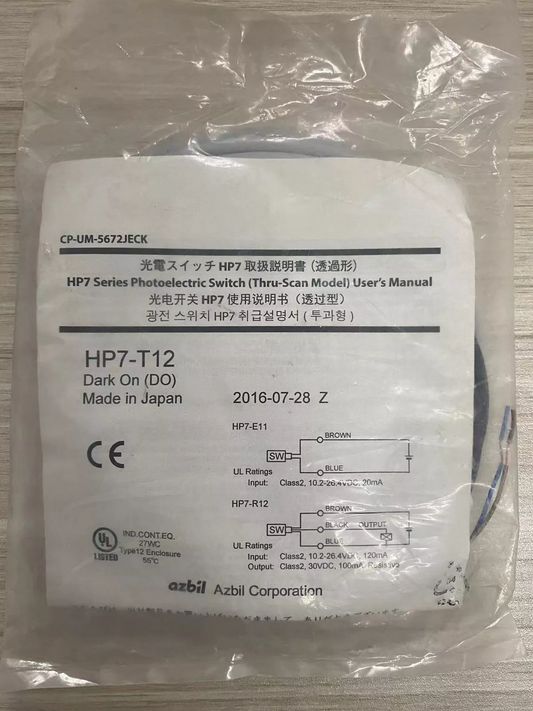 CP-UM-5672JECK
光電スイッチ HP7 取扱説明書 (透過形)
HP7 Series Photoelectric Switch (Thru-Scan Model) User's Manual
光电开关 HP7 使用说明书（透过型）
광전 스위치 HP7 취급설명서 ( 투과형 )
HP7-T12
Dark On (DO)
Made in Japan
2016-07-28 Z
CE
HP7-E11
BROWN
SW
BLUE
UL Ratings
Input: Class2, 10.2-26.4VDC, 20mA
HP7-R12
BROWN
SW
BLACK OUTPUT
BLUE
UL Ratings
Input: Class2, 10.2-26.4VDC, 120mA
Output: Class2, 30VDC, 100mA, Resistive
UL
LISTED
IND.CONT.EQ.
27WC
Type12 Enclosure
55°C
azbil Azbil Corporation